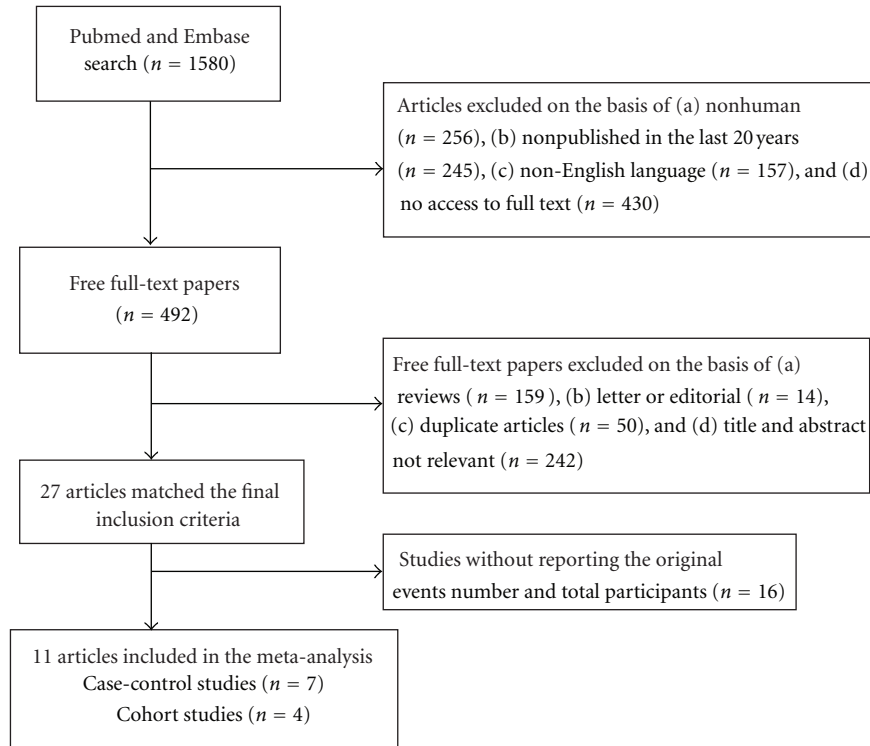 Pubmed and Embase
search (n = 1580)
Articles excluded on the basis of (a) nonhuman
(n = 256), (b) nonpublished in the last 20 years
(n = 245), (c) non-English language (n = 157), and (d)
no access to full text (n = 430)
Free full-text papers
(n = 492)
Free full-text papers excluded on the basis of (a)
reviews ( n = 159 ), (b) letter or editorial ( n = 14),
(c) duplicate articles ( n = 50), and (d) title and abstract
not relevant (n = 242)
27 articles matched the final
inclusion criteria
Studies without reporting the original
events number and total participants (n = 16)
11 articles included in the meta-analysis
Case-control studies (n = 7)
Cohort studies (n = 4)